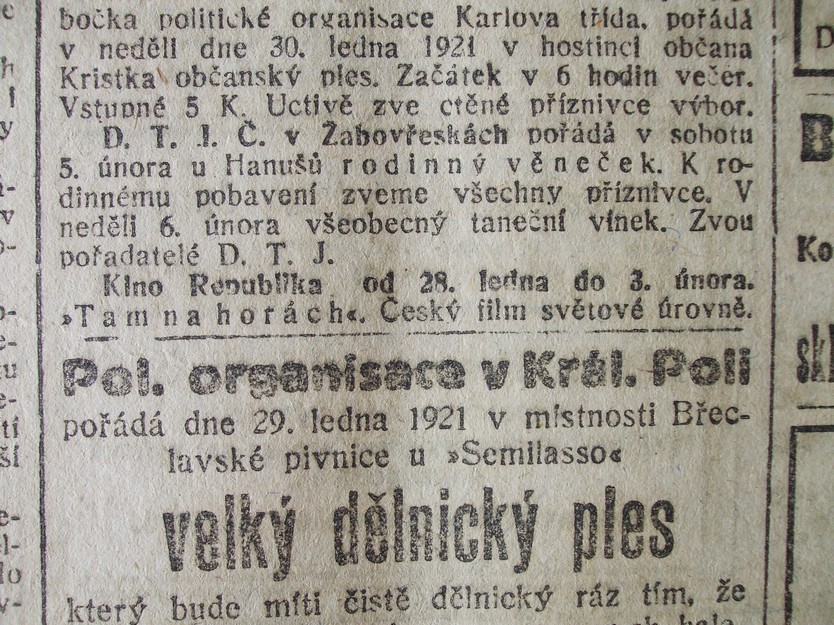 bočka politické organisace Karlova třída, pořádá
v neděli dne 30. ledna 1921 v hostinci občana
Kristka občanský ples. Začátek v 6 hodin večer.
Vstupné 5 K. Uctivě zve ctěné příznivce výbor.
D. T. J. Č. v Žabovřeskách pořádá v sobotu
5. února u Hanušů rodinný věneček. K ro-
dinnému pobavení zveme všechny příznivce. V
neděli 6. února všeobecný taneční vínek. Zvou
pořadatelé D. T. J.
Kino Republika od 28. ledna do 3. února.
»Tam na horách«. Český film světové úrovně.
Pol. organisace v Král. Poli
pořádá dne 29. ledna 1921 v místnosti Břec-
lavské pivnice u »Semilasso«
velký dělnický ples
který bude míti čistě dělnický ráz tím, že